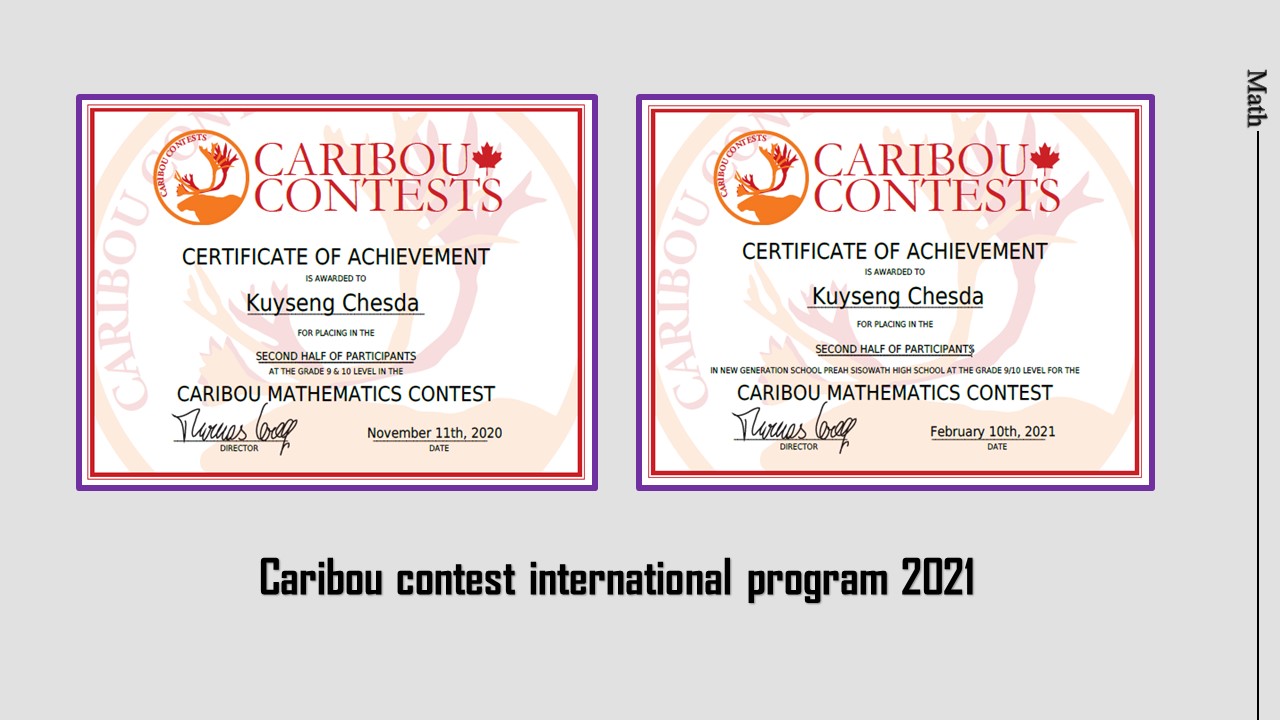 Math
CARIBOU CONTESTS
CARIBOU
CONTESTS
CERTIFICATE OF ACHIEVEMENT
IS AWARDED TO
Kuyseng Chesda
FOR PLACING IN THE
SECOND HALF OF PARTICIPANTS
AT THE GRADE 9 & 10 LEVEL IN THE
CARIBOU MATHEMATICS CONTEST
November 11th, 2020
DIRECTOR
DATE
CARIBOU CONTESTS
CARIBOU
CONTESTS
CERTIFICATE OF ACHIEVEMENT
IS AWARDED TO
Kuyseng Chesda
FOR PLACING IN THE
SECOND HALF OF PARTICIPANTS
IN NEW GENERATION SCHOOL PREAH SISOWATH HIGH SCHOOL AT THE GRADE 9/10 LEVEL FOR THE
CARIBOU MATHEMATICS CONTEST
February 10th, 2021
DIRECTOR
DATE
Caribou contest international program 2021